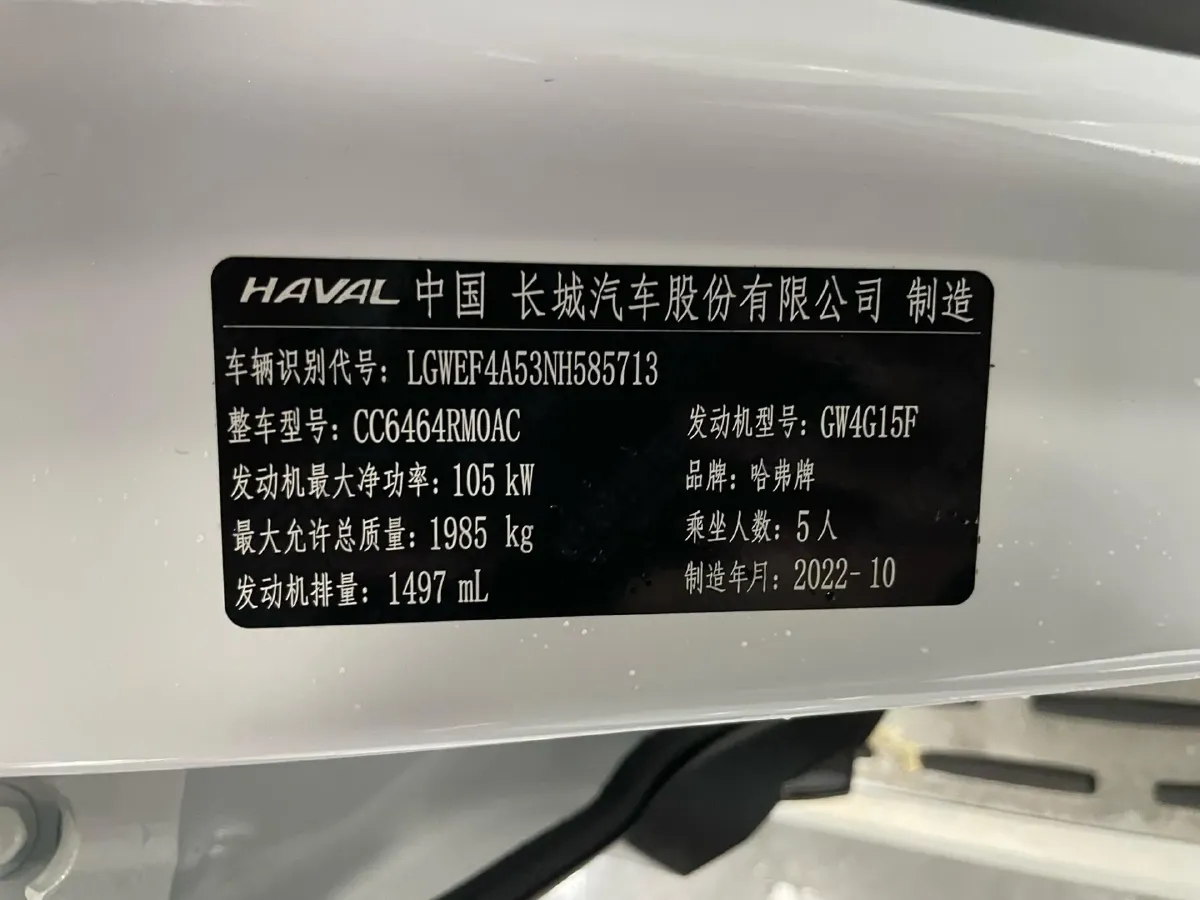 HAVAL 中国 长城汽车股份有限公司 制造
车辆识别代号: LGWEF4A53NH585713
整车型号: CC6464RM0AC 发动机型号: GW4G15F
发动机最大净功率: 105 kW 品牌: 哈弗牌
最大允许总质量: 1985 kg 乘坐人数: 5 人
发动机排量: 1497 mL 制造年月: 2022-10